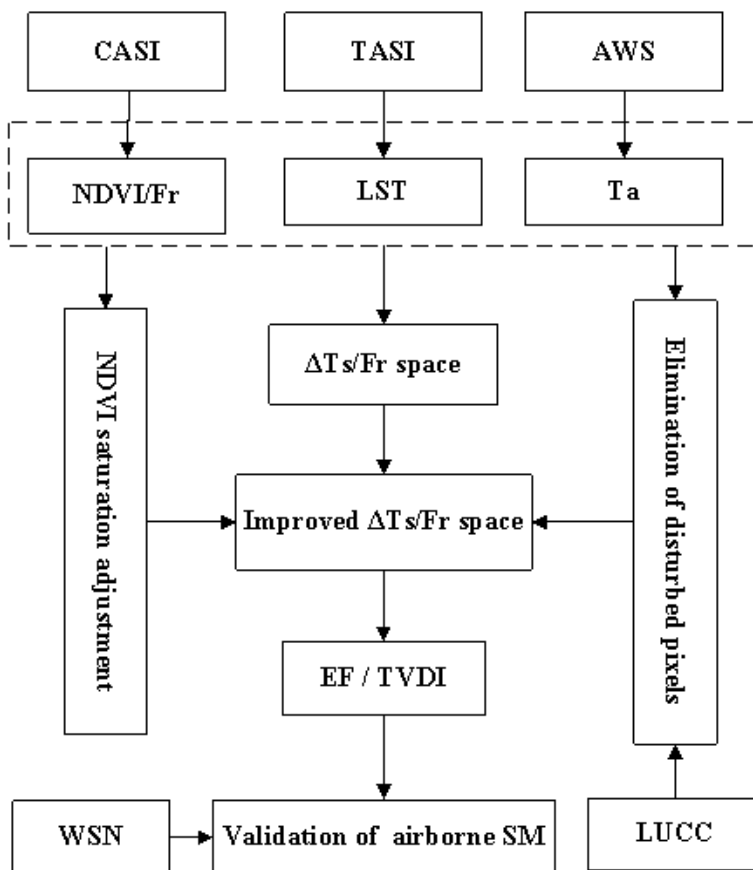 CASI
TASI
AWS
NDVI/Fr
LST
Ta
NDVI saturation adjustment
ΔTs/Fr space
Elimination of disturbed pixels
Improved ΔTs/Fr space
EF / TVDI
WSN
Validation of airborne SM
LUCC